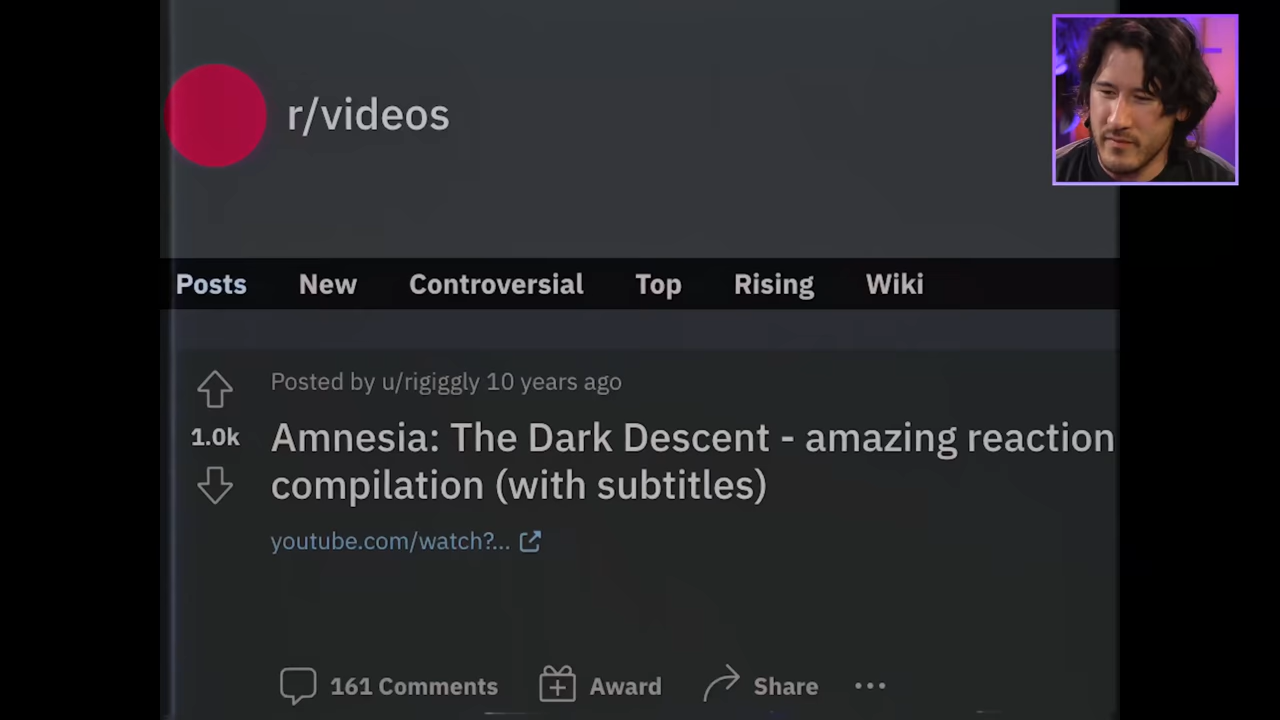 r/videos
Posts New Controversial Top Rising Wiki
Posted by u/rigiggly 10 years ago
1.0k
Amnesia: The Dark Descent - amazing reaction
compilation (with subtitles)
youtube.com/watch?...
161 Comments Award Share